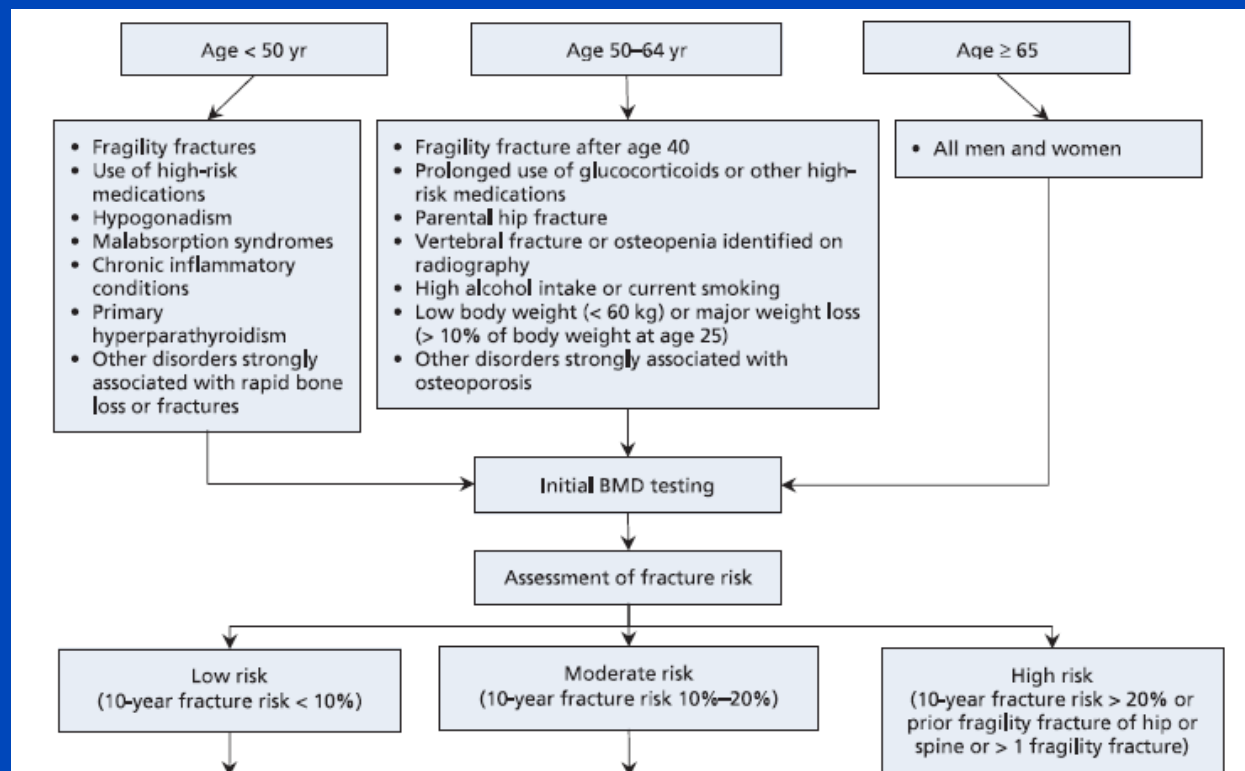 Age < 50 yr
Age 50–64 yr
Age ≥ 65
• Fragility fractures
• Use of high-risk
medications
• Hypogonadism
• Malabsorption syndromes
• Chronic inflammatory
conditions
• Primary
hyperparathyroidism
• Other disorders strongly
associated with rapid bone
loss or fractures
• Fragility fracture after age 40
• Prolonged use of glucocorticoids or other high-
risk medications
• Parental hip fracture
• Vertebral fracture or osteopenia identified on
radiography
• High alcohol intake or current smoking
• Low body weight (< 60 kg) or major weight loss
(> 10% of body weight at age 25)
• Other disorders strongly associated with
osteoporosis
• All men and women
Initial BMD testing
Assessment of fracture risk
Low risk
(10-year fracture risk < 10%)
Moderate risk
(10-year fracture risk 10%–20%)
High risk
(10-year fracture risk > 20% or
prior fragility fracture of hip or
spine or > 1 fragility fracture)